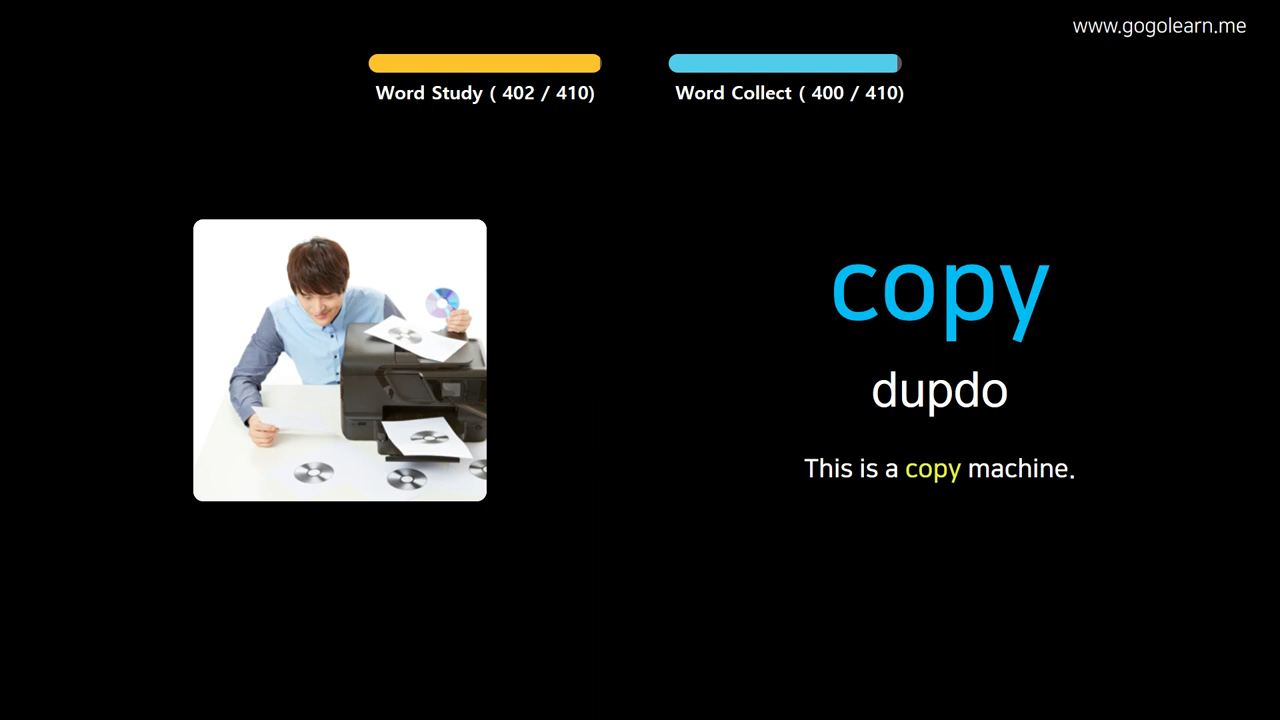 www.gogolearn.me
Word Study ( 402 / 410)
Word Collect ( 400 / 410)
copy
dupdo
This is a copy machine.